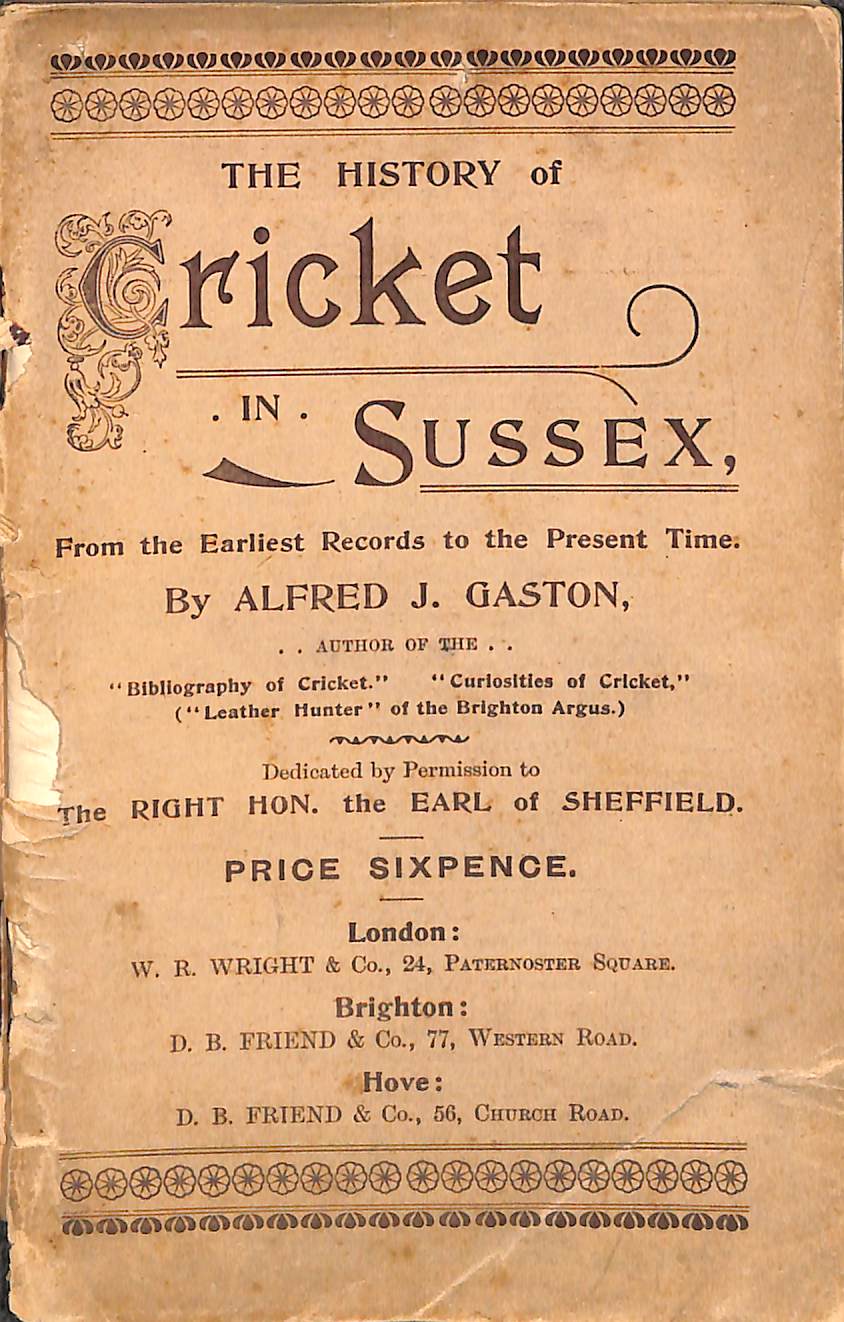 THE HISTORY of
Cricket
. IN . SUSSEX,
From the Earliest Records to the Present Time.
By ALFRED J. GASTON,
. . AUTHOR OF THE . .
"Bibliography of Cricket." "Curiosities of Cricket,"
("Leather Hunter" of the Brighton Argus.)
Dedicated by Permission to
The RIGHT HON. the EARL of SHEFFIELD.
PRICE SIXPENCE.
London:
W. R. WRIGHT & Co., 24, PATERNOSTER SQUARE.
Brighton:
D. B. FRIEND & Co., 77, WESTERN ROAD.
Hove:
D. B. FRIEND & Co., 56, CHURCH ROAD.